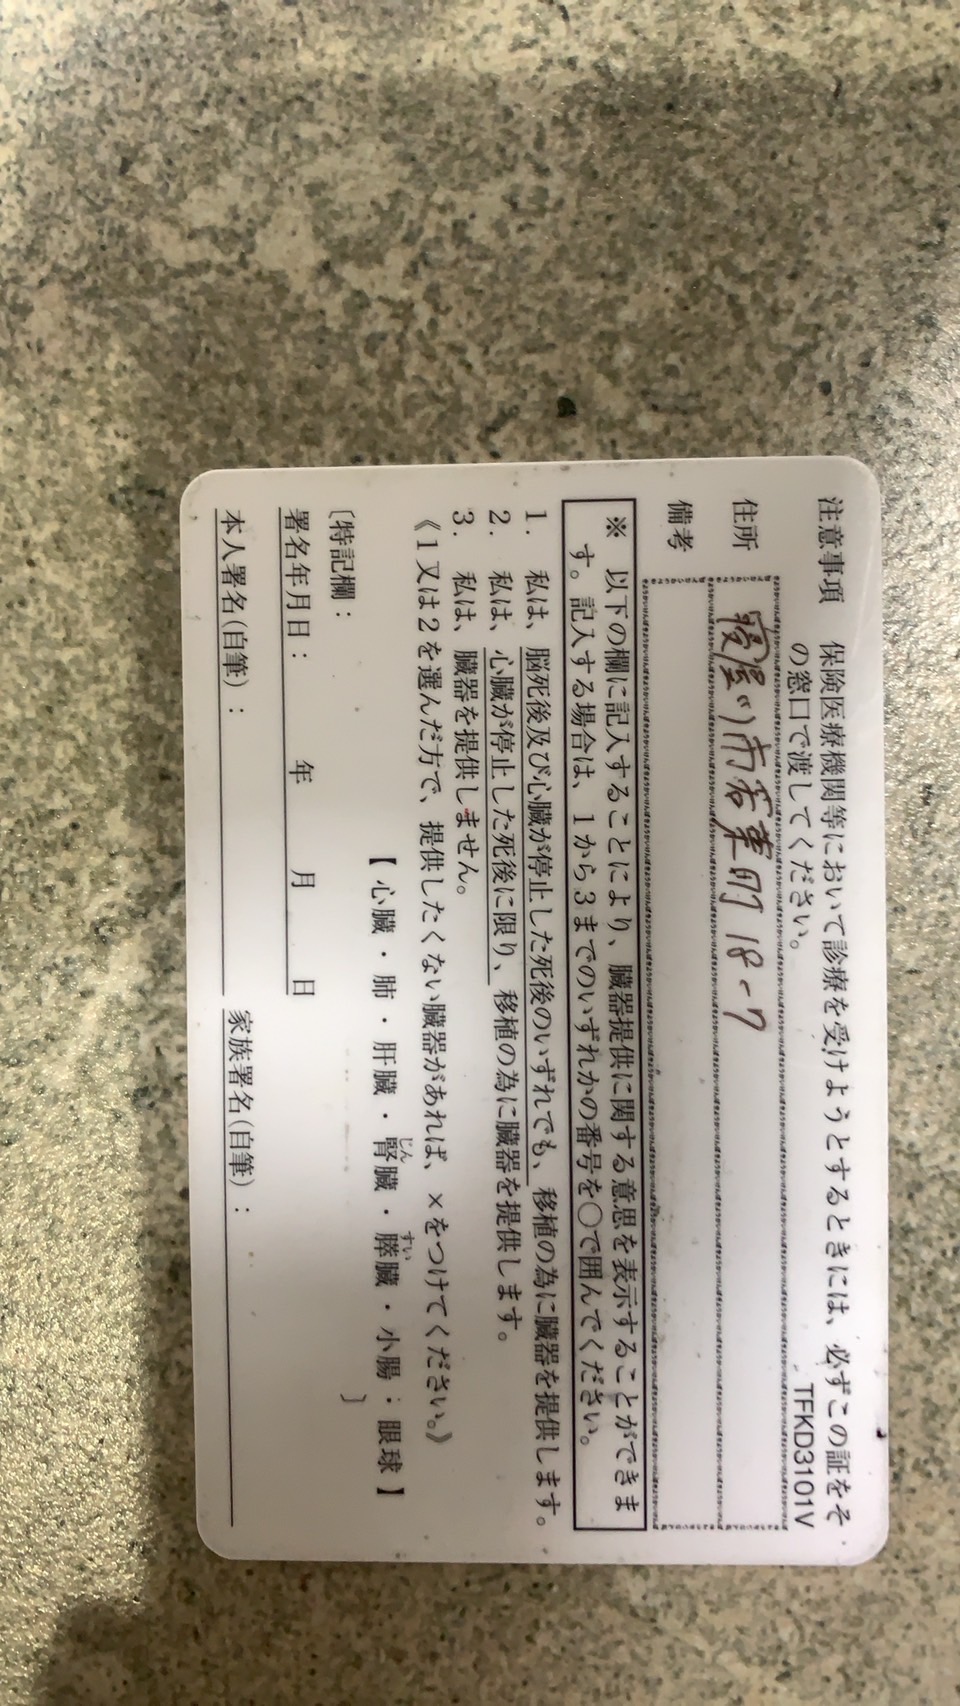 注意事項 保険医療機関等において診療を受けようとするときには、必ずこの証をそ
の窓口で渡してください。 TFKD3101V
住所 寝屋川市 東町 18-7
備考
※ 以下の欄に記入することにより、臓器提供に関する意思を表示することができま
す。記入する場合は、1から3までのいずれかの番号を〇で囲んでください。
1. 私は、脳死後及び心臓が停止した死後のいずれでも、移植の為に臓器を提供します。
2. 私は、心臓が停止した死後に限り、移植の為に臓器を提供します。
3. 私は、臓器を提供しません。
《1又は2を選んだ方で、提供したくない臓器があれば、×をつけてください。》
じん すい
【 心臓 ・ 肺 ・ 肝臓 ・ 腎臓 ・ 膵臓 ・ 小腸 ; 眼球 】
〔特記欄: 〕
署名年月日: 年 月 日
本人署名(自筆): 家族署名(自筆):